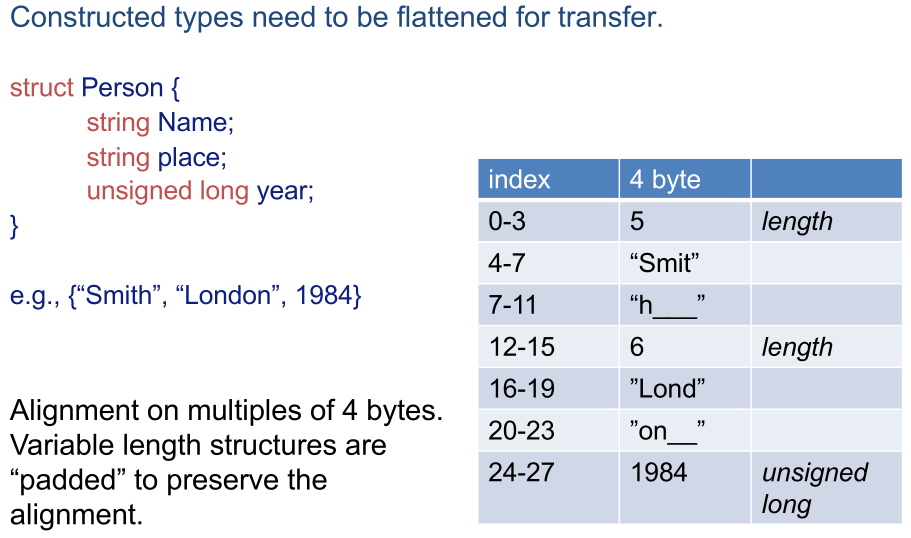 Constructed types need to be flattened for transfer.
struct Person {
string Name;
string place;
unsigned long year;
}
e.g., {“Smith”, “London”, 1984}
Alignment on multiples of 4 bytes.
Variable length structures are
“padded” to preserve the
alignment.
index 4 byte
0-3 5 length
4-7 “Smit”
7-11 “h___”
12-15 6 length
16-19 ”Lond”
20-23 ”on__”
24-27 1984 unsigned
long